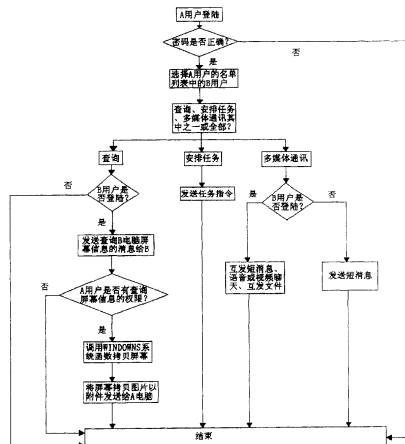 A用户登陆
密码是否正确?
否
是
选择A用户的名单
列表中的B用户
查询、安排任务
、多媒体通讯其
中之一或全部?
查询
安排任务
多媒体通讯
否
B用户是
否登陆?
发送任务指令
是
B用户是
否登陆?
否
是
发送查询B电脑屏
幕信息的消息给B
互发短消息、
语音或视频聊
天、互发文件
发送短消息
否
A用户是否有查询
屏幕信息的权限?
是
调用WINDOWNS系
统函数拷贝屏幕
将屏幕拷贝图片以
附件发送给A电脑
结束